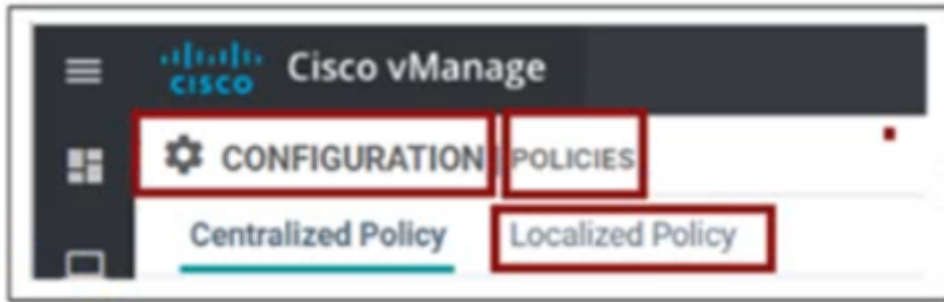 CISCO Cisco vManage
CONFIGURATION | POLICIES
Centralized Policy Localized Policy